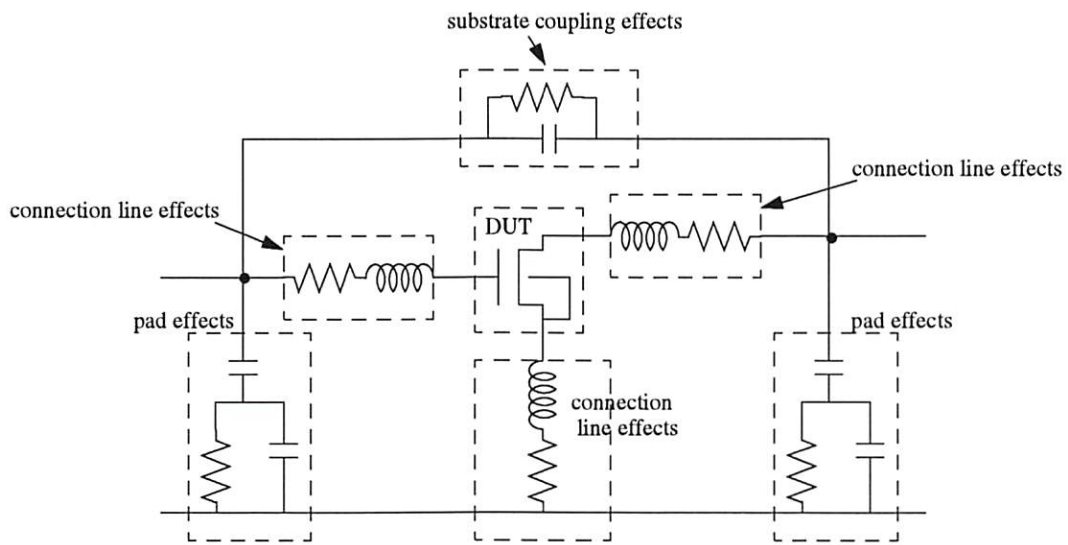 substrate coupling effects
connection line effects
connection line effects
DUT
pad effects
pad effects
connection
line effects